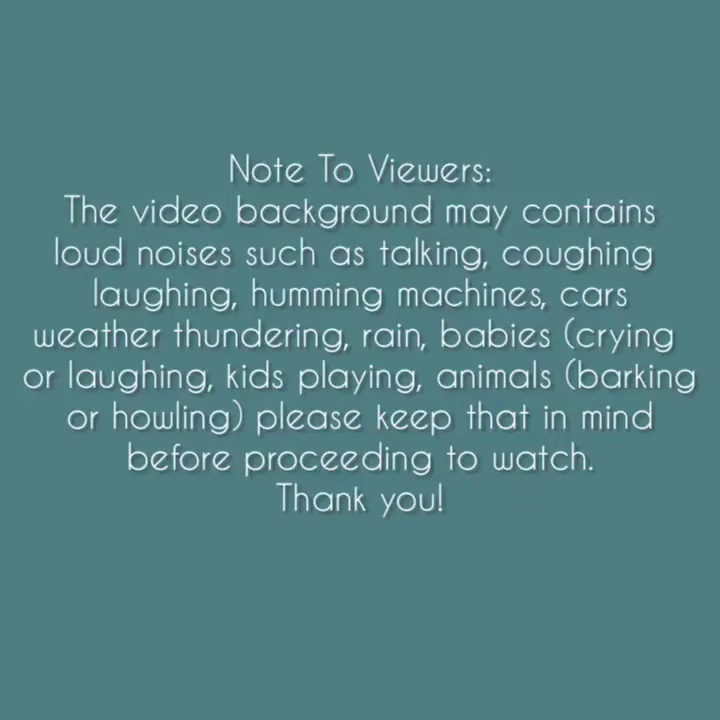 Note To Viewers:
The video background may contains
loud noises such as talking, coughing
laughing, humming machines, cars
weather thundering, rain, babies (crying
or laughing, kids playing, animals (barking
or howling) please keep that in mind
before proceeding to watch.
Thank you!